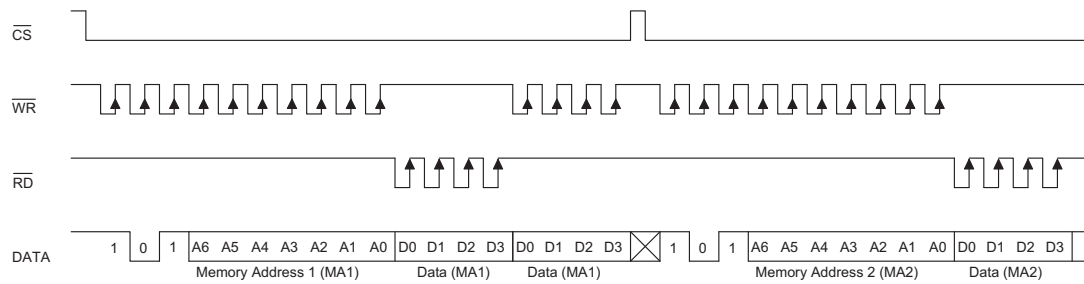 CS
WR
RD
DATA 1 0 1 A6 A5 A4 A3 A2 A1 A0 D0 D1 D2 D3 D0 D1 D2 D3 1 0 1 A6 A5 A4 A3 A2 A1 A0 D0 D1 D2 D3
Memory Address 1 (MA1) Data (MA1) Data (MA1) Memory Address 2 (MA2) Data (MA2)